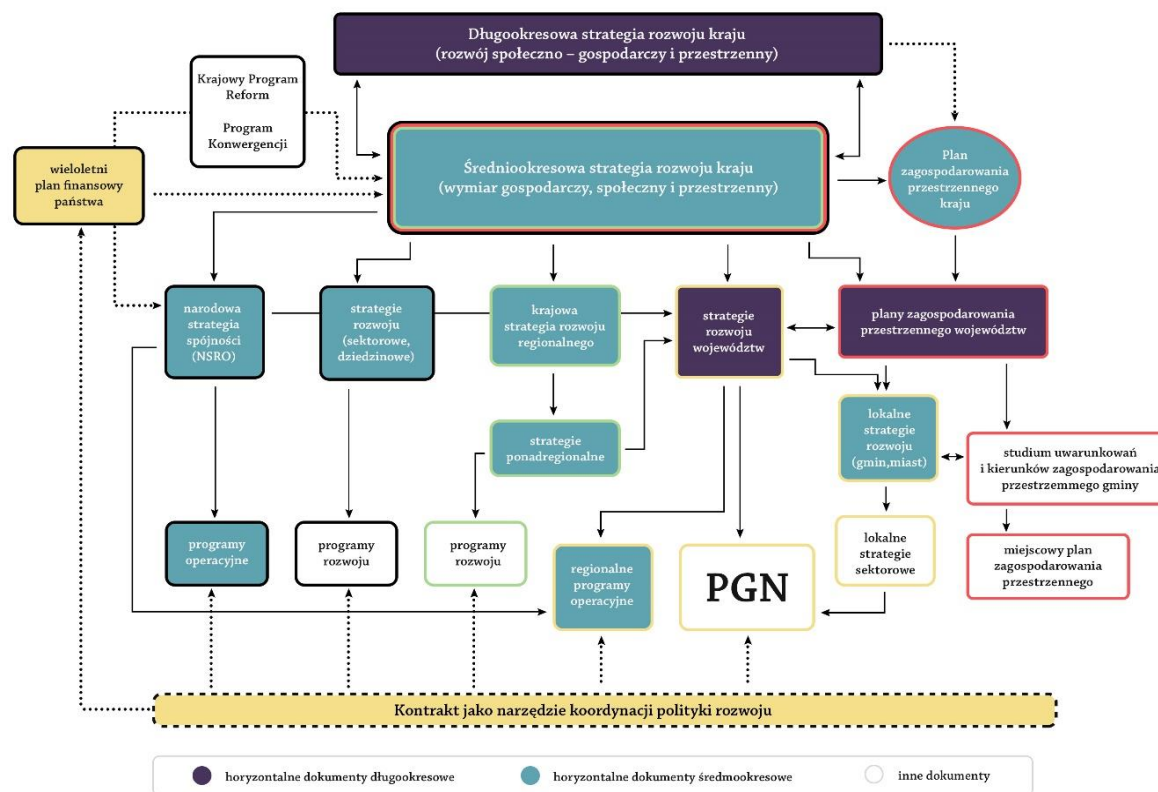 Długookresowa strategia rozwoju kraju
(rozwój społeczno – gospodarczy i przestrzenny)
Krajowy Program
Reform
Program
Konwergencji
wieloletni
plan finansowy
państwa
Średniookresowa strategia rozwoju kraju
(wymiar gospodarczy, społeczny i przestrzenny)
Plan
zagospodarowania
przestrzennego
kraju
narodowa
strategia
spójności
(NSRO)
strategie
rozwoju
(sektorowe,
dziedzinowe)
krajowa
strategia rozwoju
regionalnego
strategie
rozwoju
województw
plany zagospodarowania
przestrzennego województw
strategie
ponadregionalne
lokalne
strategie
rozwoju
(gmin,miast)
studium uwarunkowań
i kierunków zagospodarowania
przestrzemmego gminy
programy
operacyjne
programy
rozwoju
programy
rozwoju
regionalne
programy
operacyjne
PGN
lokalne
strategie
sektorowe
miejscowy plan
zagospodarowania
przestrzennego
Kontrakt jako narzędzie koordynacji polityki rozwoju
horyzontalne dokumenty długookresowe
horyzontalne dokumenty średmookresowe
inne dokumenty